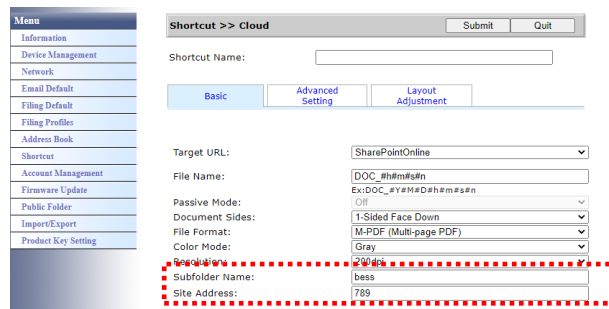 Menu
Information
Device Management
Network
Email Default
Filing Default
Filing Profiles
Address Book
Shortcut
Account Management
Firmware Update
Public Folder
Import/Export
Product Key Setting
Shortcut >> Cloud Submit Quit
Shortcut Name:
Basic Advanced Setting Layout Adjustment
Target URL: SharePointOnline
File Name: DOC_#h#m#s#n
Ex:DOC_#Y#M#D#h#m#s#n
Passive Mode: Off
Document Sides: 1-Sided Face Down
File Format: M-PDF (Multi-page PDF)
Color Mode: Gray
Resolution: 200dpi
Subfolder Name: bess
Site Address: 789